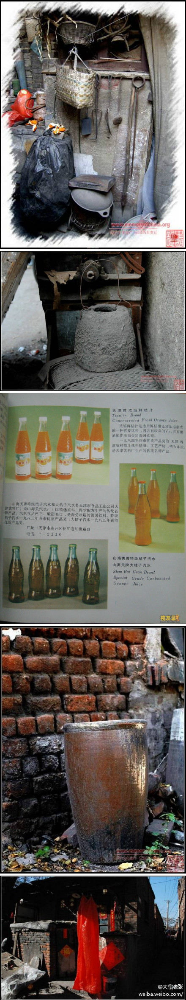 www.memoryofchina.org
天津牌浓缩鲜桔汁
Tianjin Brand
Concentrated Fresh Orange Juice
浓缩鲜桔汁是选用鲜桔柑原液浓缩制成
的一种营养饮料，因含有较高的Vc，并有助
消化作用而受到普遍欢迎。
一九八四年获市优质产品奖的 天津 牌
浓缩鲜桔汁选料精细、工艺严格，桔香味浓，
是天津饮料厂生产的传统名牌产品。
山海关牌特级桔子汽水和大桔子汽水是天津市食品工业公司天
津饮料厂（原山海关汽水厂）以精选原料、科学配方生产的传统名
牌产品。汽水气足色正、酸甜爽口，是深受欢迎的消暑饮料。特级
桔子汽水一九八三年获市优质产品奖；大桔子汽水一九八五年获市
优质产品奖。
厂址：天津市南开区长江道红旗路口
电话：7－2110
山海关牌特级桔子汽水
山海关牌大桔子汽水
Shan Hai Guan Brand
Special Grade Carbonated
Orange Juice
校友录
www.memoryofchina.org
福
@大俗老张
weiba.weibo.com/